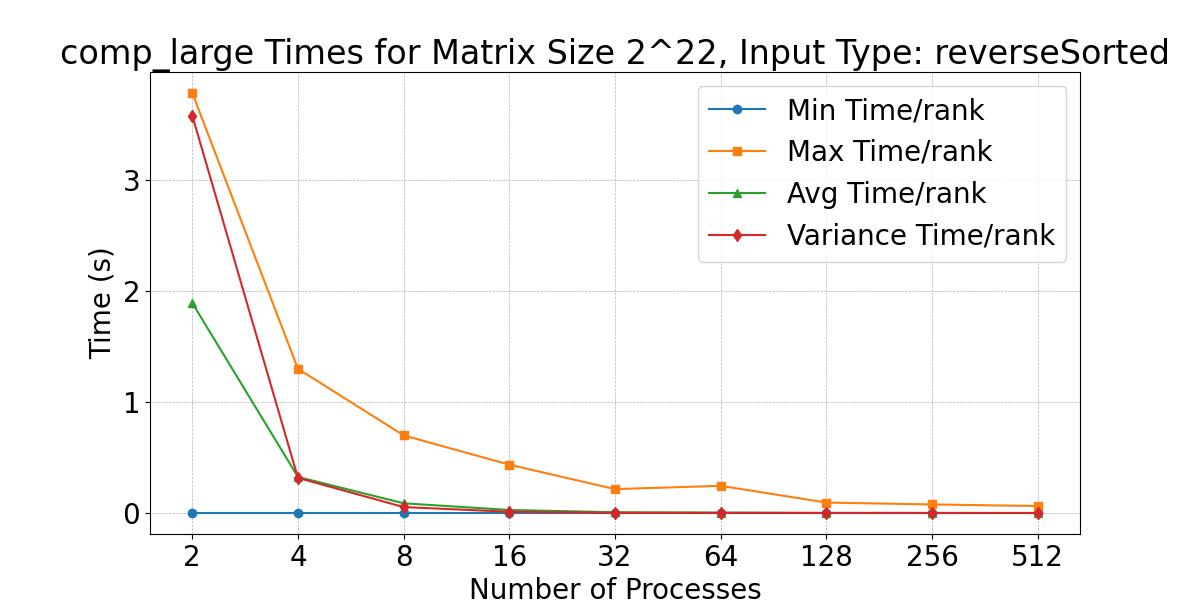 comp_large Times for Matrix Size 2^22, Input Type: reverseSorted
Min Time/rank
Max Time/rank
Avg Time/rank
Variance Time/rank
Time (s)
3
2
1
0
2 4 8 16 32 64 128 256 512
Number of Processes